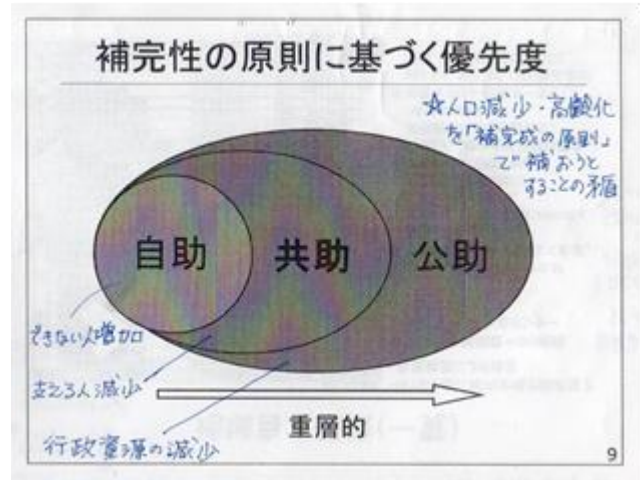 補完性の原則に基づく優先度
☆人口減少・高齢化
を「補完成の原則」
で補おうと
することの矛盾
自助
共助
公助
できない人増加
支える人減少
行政資源の減少
重層的
9